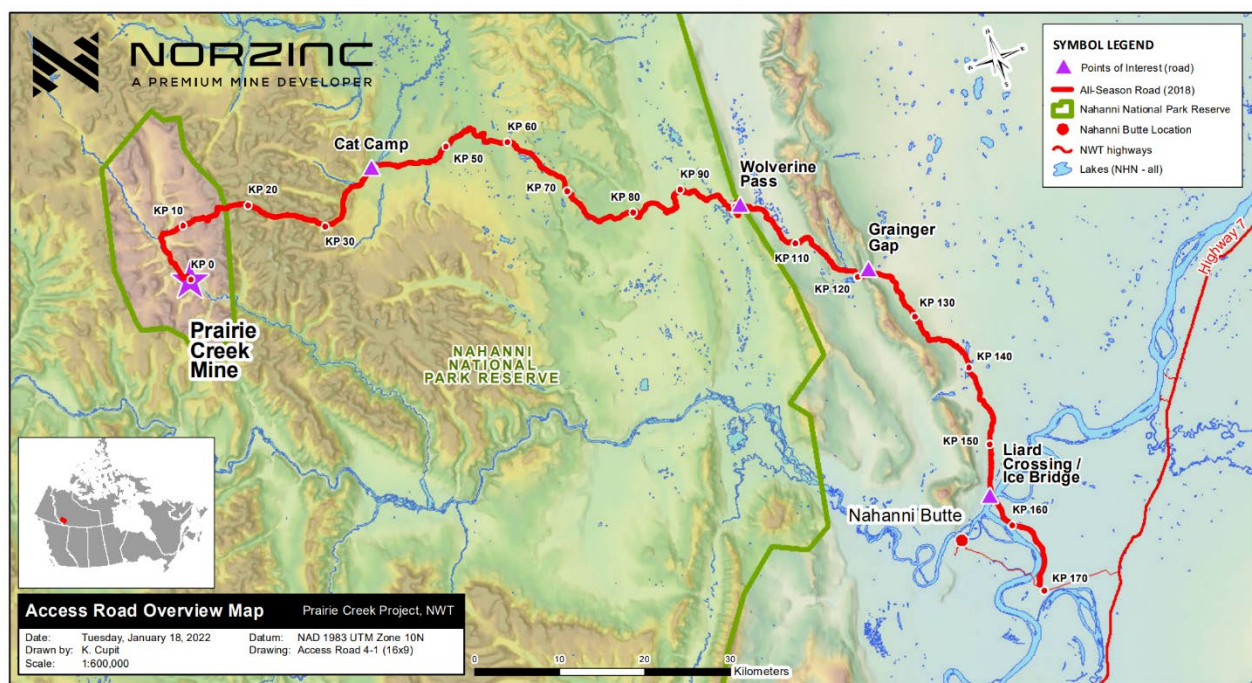 NORZINC
A PREMIUM MINE DEVELOPER
SYMBOL LEGEND
Points of Interest (road)
All-Season Road (2018)
Nahanni National Park Reserve
Nahanni Butte Location
NWT highways
Lakes (NHN - all)
N
KP 60
Cat Camp
KP 50
KP 90
Wolverine
Pass
KP 70
KP 20
KP 80
KP 10
KP 30
Grainger
Gap
Highway 7
KP 110
KP 0
KP 120
KP 130
Prairie
Creek
Mine
NAHANNI
NATIONAL
PARK RESERVE
KP 140
KP 150
Liard
Crossing /
Ice Bridge
Nahanni Butte
KP 160
KP 170
Access Road Overview Map
Prairie Creek Project, NWT
Date: Tuesday, January 18, 2022 Datum: NAD 1983 UTM Zone 10N
Drawn by: K. Cupit Drawing: Access Road 4-1 (16x9)
Scale: 1:600,000
0 10 20 30
Kilometers